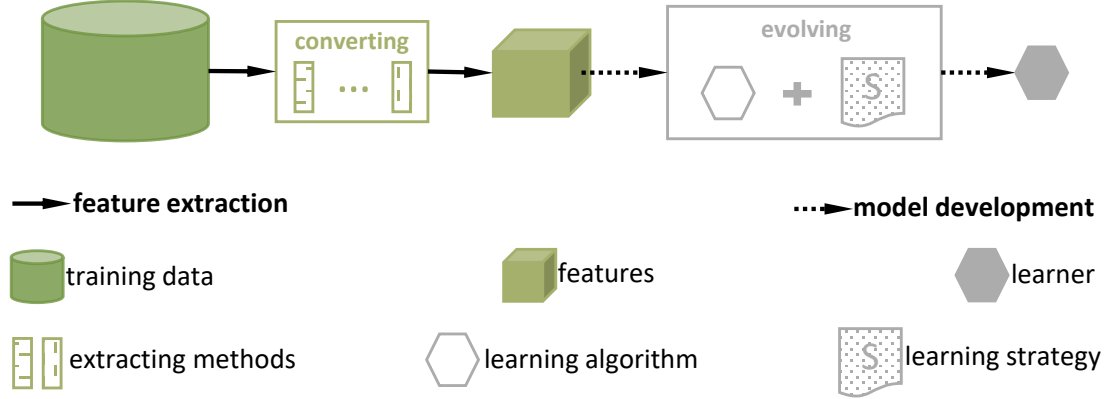 converting
evolving
...
S
feature extraction
model development
training data
features
learner
extracting methods
learning algorithm
S
learning strategy